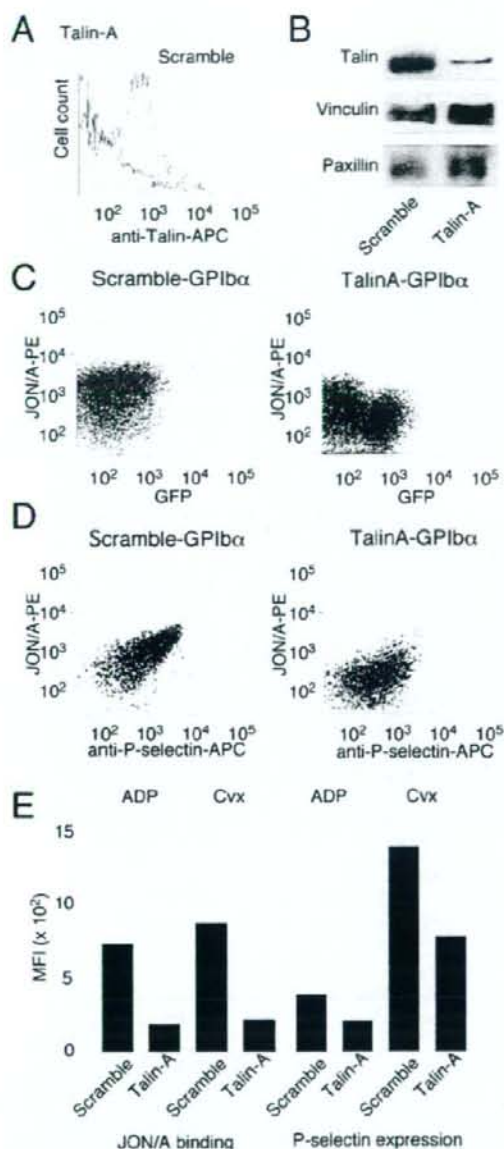 A
Talin-A
Scramble
Cell count
10² 10³ 10⁴ 10⁵
anti-Talin-APC
B
Talin
Vinculin
Paxillin
Scramble
Talin-A
C
Scramble-GPIbα
TalinA-GPIbα
JON/A-PE
10⁵
10⁴
10³
10²
10² 10³ 10⁴ 10⁵
GFP
JON/A-PE
10⁵
10⁴
10³
10²
10² 10³ 10⁴ 10⁵
GFP
D
Scramble-GPIbα
TalinA-GPIbα
JON/A-PE
10⁵
10⁴
10³
10²
10² 10³ 10⁴ 10⁵
anti-P-selectin-APC
JON/A-PE
10⁵
10⁴
10³
10²
10² 10³ 10⁴ 10⁵
anti-P-selectin-APC
E
ADP Cvx ADP Cvx
MFI (x 10²)
15
10
5
0
Scramble Talin-A Scramble Talin-A Scramble Talin-A Scramble Talin-A
JON/A binding P-selectin expression